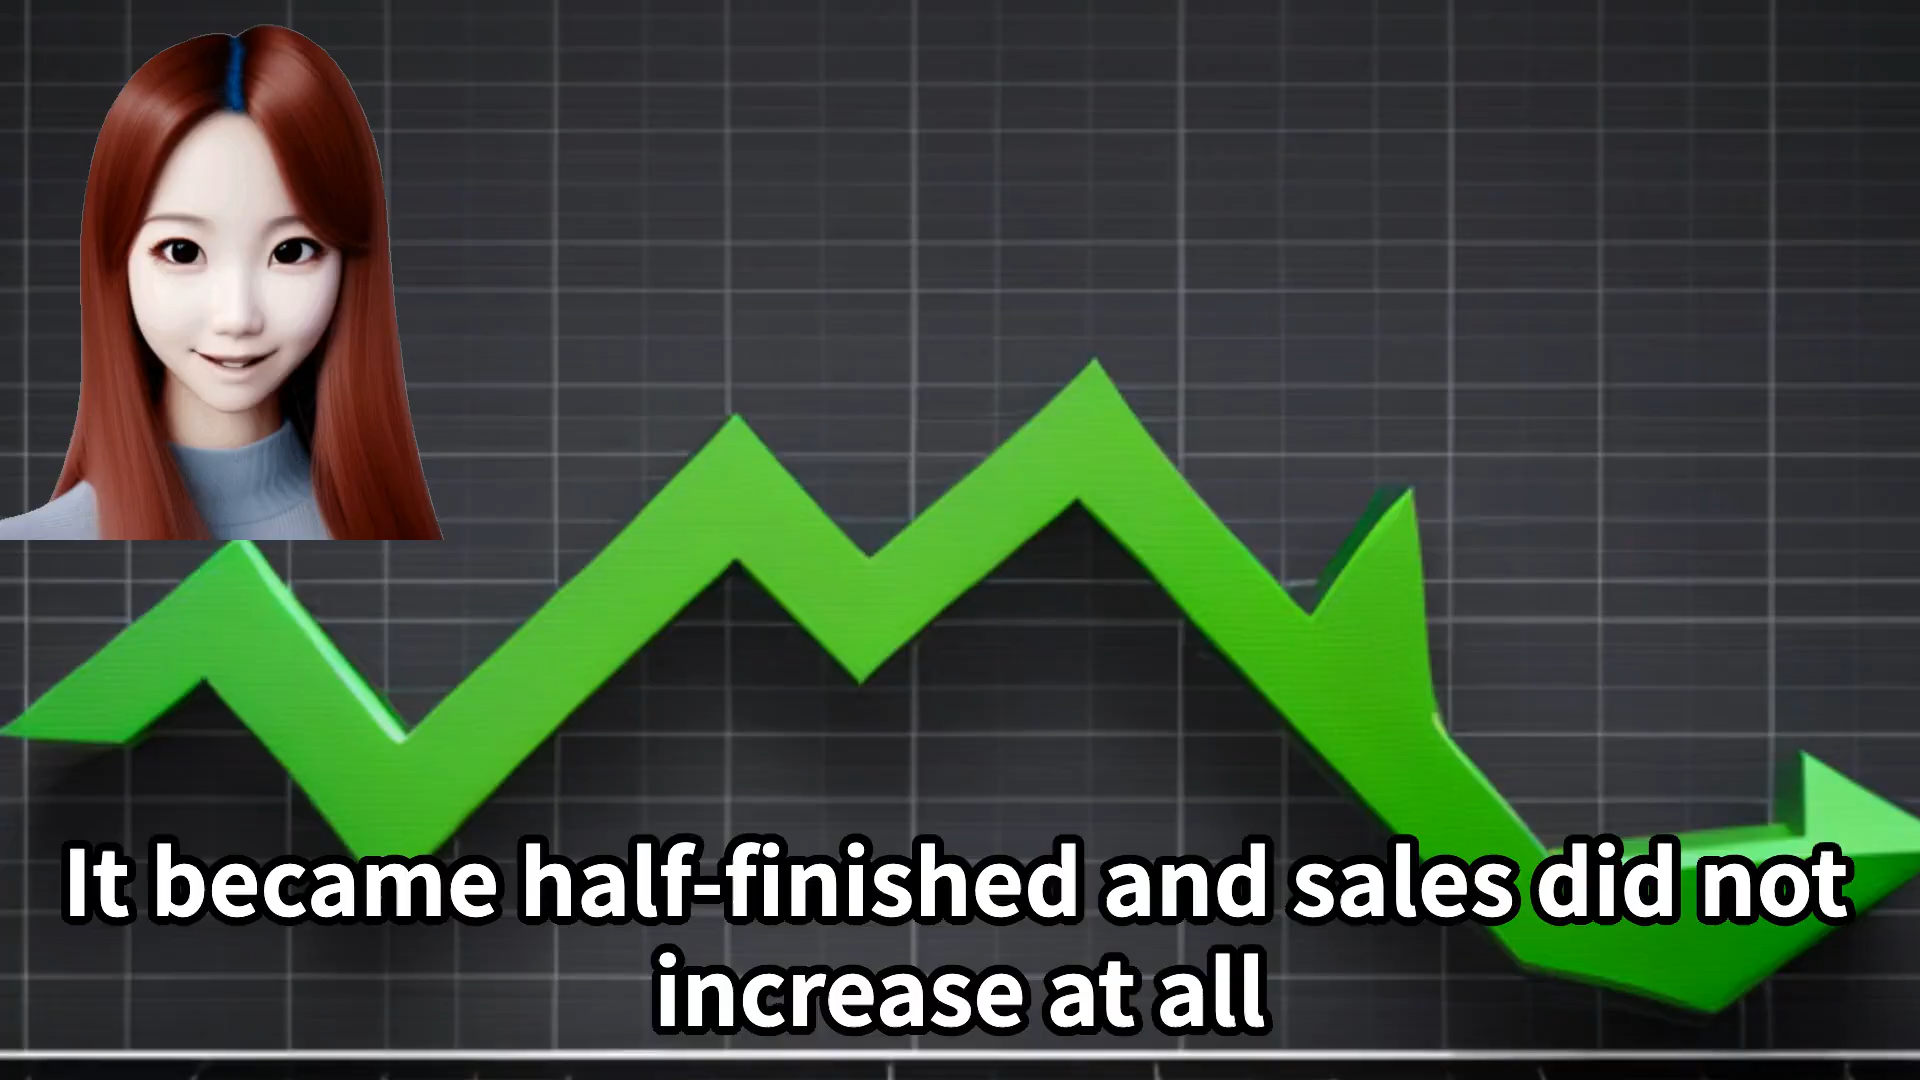 It became half-finished and sales did not
increase at all